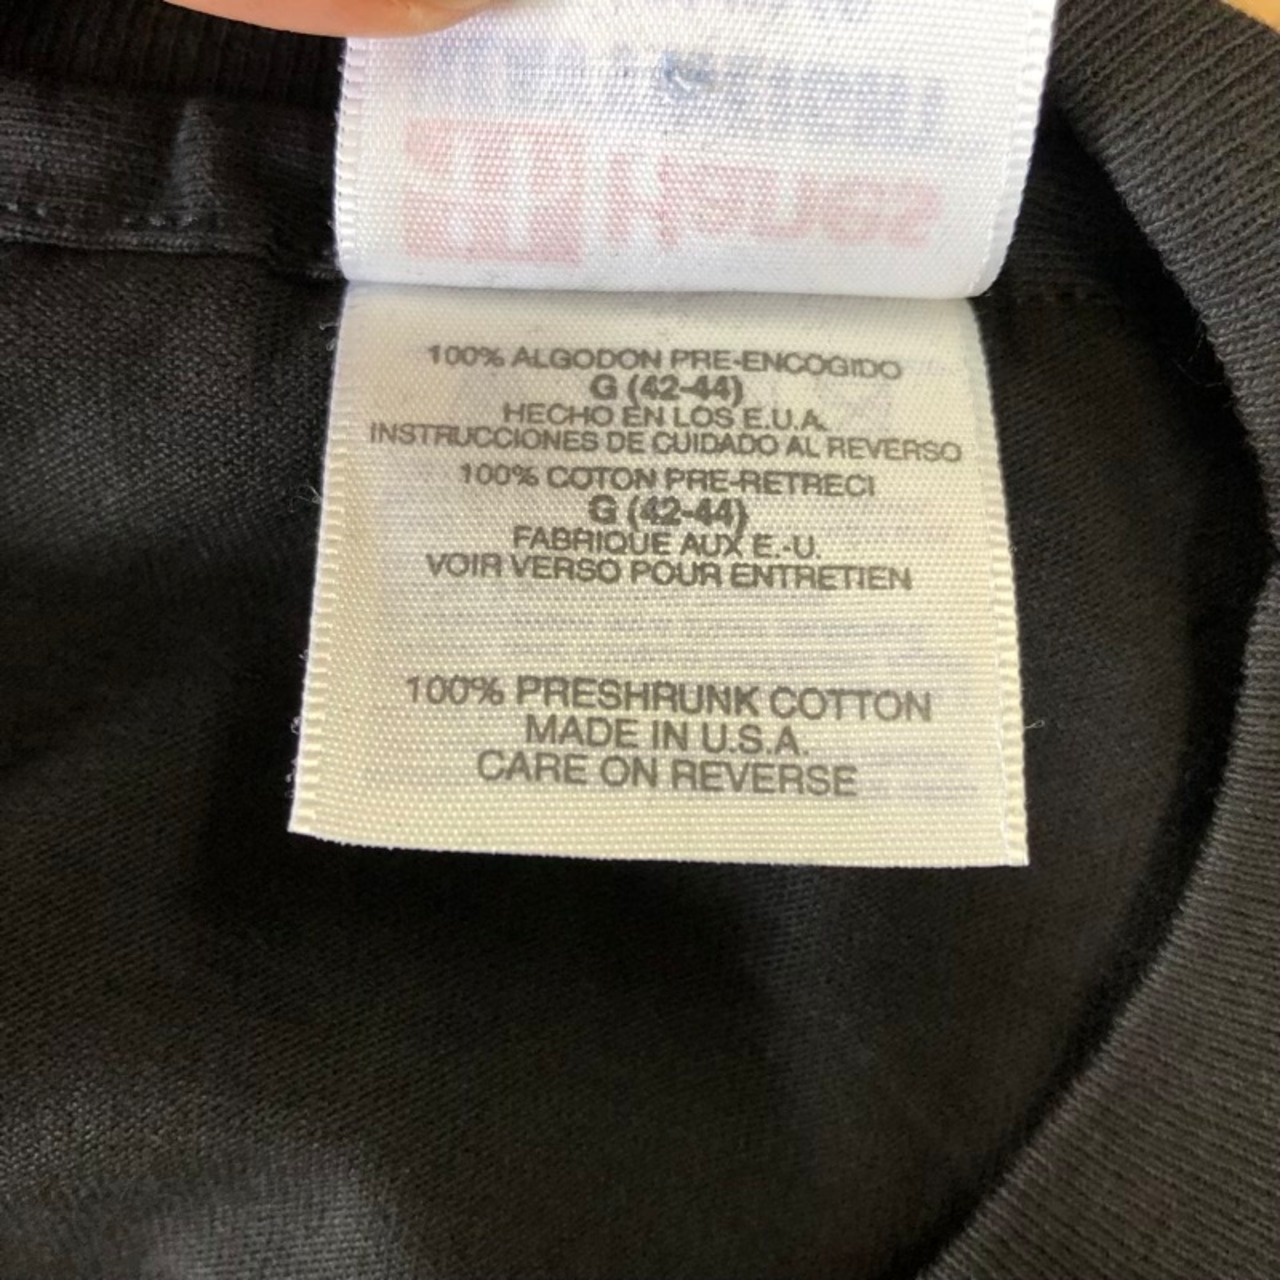 100% ALGODON PRE-ENCOGIDO
G (42-44)
HECHO EN LOS E.U.A.
INSTRUCCIONES DE CUIDADO AL REVERSO
100% COTON PRE-RETRECI
G (42-44)
FABRIQUE AUX E.-U.
VOIR VERSO POUR ENTRETIEN
100% PRESHRUNK COTTON
MADE IN U.S.A.
CARE ON REVERSE